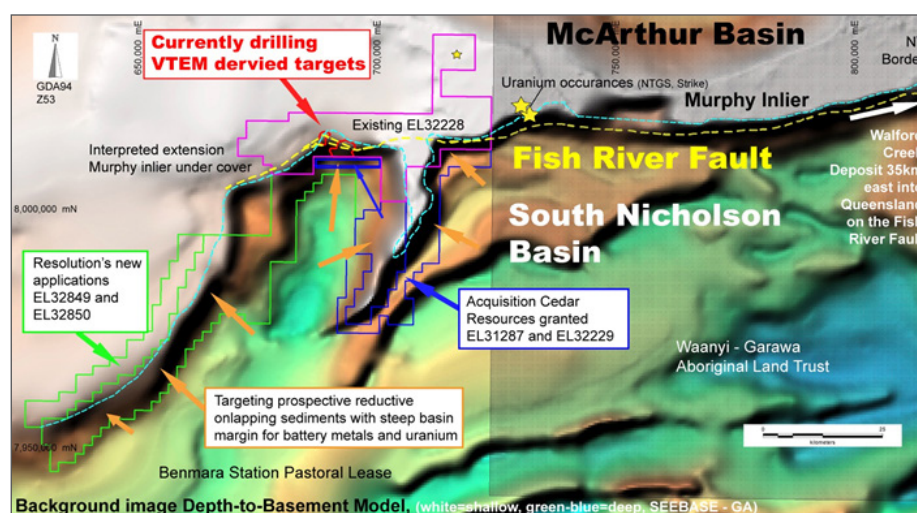 N
GDA94
Z53
650,000 mE
700,000 mE
750,000
800,000 mE
Currently drilling
VTEM dervied targets
McArthur Basin
Uranium occurances (NTGS, Strike)
Existing EL32228
Murphy Inlier
Interpreted extension
Murphy inlier under cover
Fish River Fault
Walford
Creek
Deposit 35km
east into
Queensland
on the Fish
River Fault
8,000,000 mN
South Nicholson
Basin
Resolution's new
applications
EL32849 and
EL32850
Acquisition Cedar
Resources granted
EL31287 and EL32229
Waanyi - Garawa
Aboriginal Land Trust
Targeting prospective reductive
onlapping sediments with steep basin
margin for battery metals and uranium
0
25
kilometers
7,950,000 mN
Benmara Station Pastoral Lease
Background image Depth-to-Basement Model, (white=shallow, green-blue=deep, SEEBASE - GA)